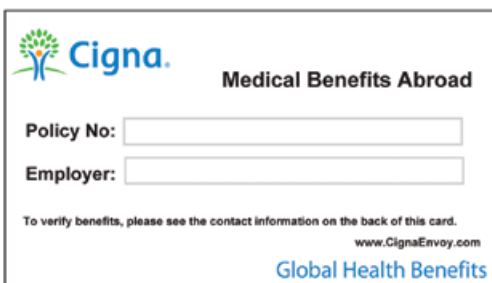 Cigna.
Medical Benefits Abroad
Policy No:
Employer:
To verify benefits, please see the contact information on the back of this card.
www.CignaEnvoy.com
Global Health Benefits